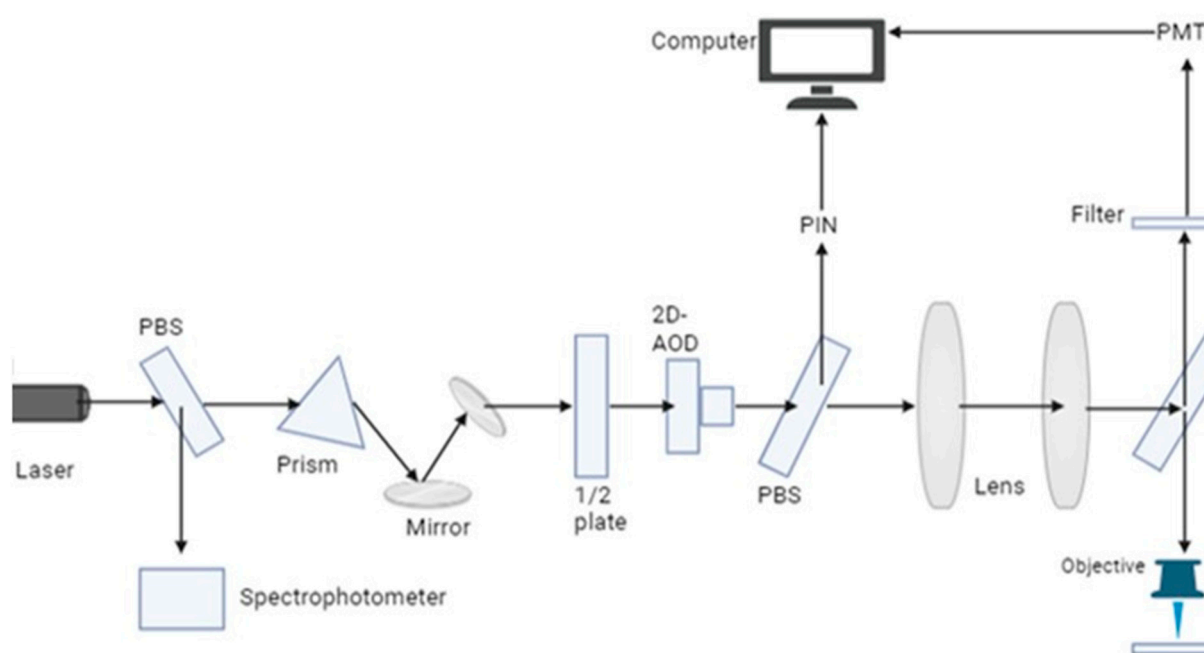 Computer
PMT
PIN
Filter
PBS
2D-
AOD
Laser
Prism
Mirror
1/2
plate
PBS
Lens
Spectrophotometer
Objective